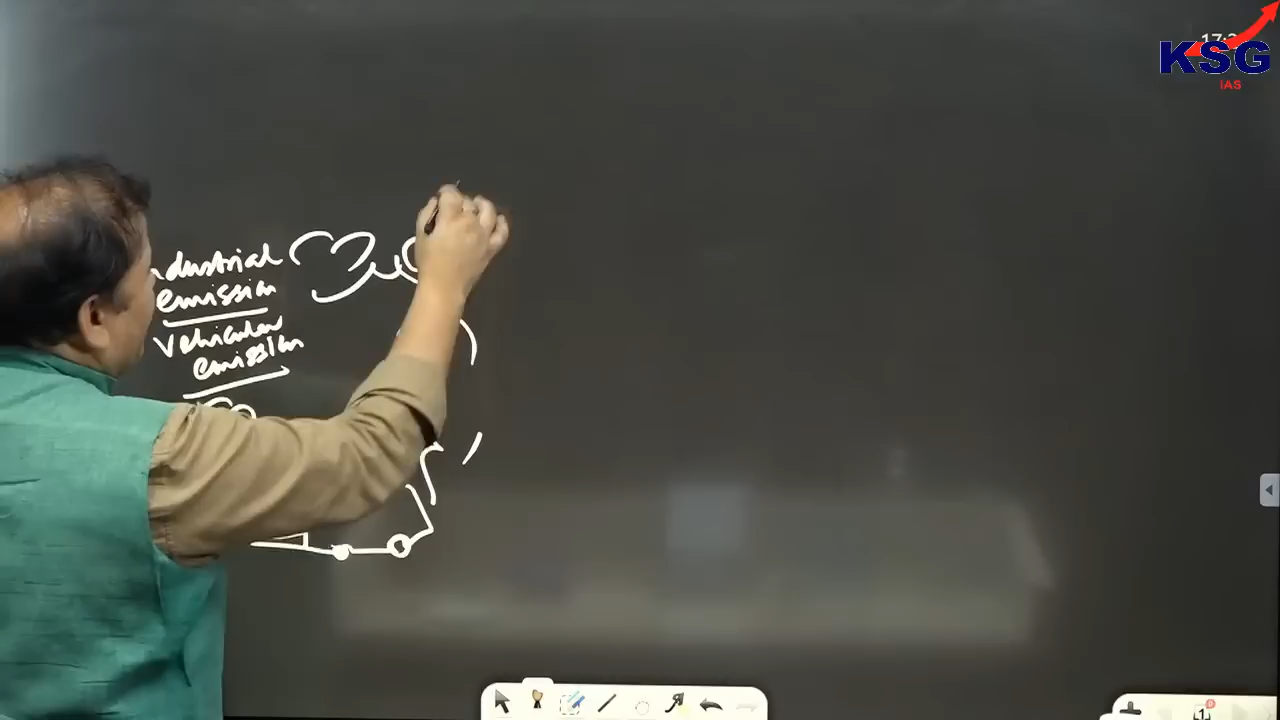 KSG
IAS
ndustrial
emission
Vehicular
emission